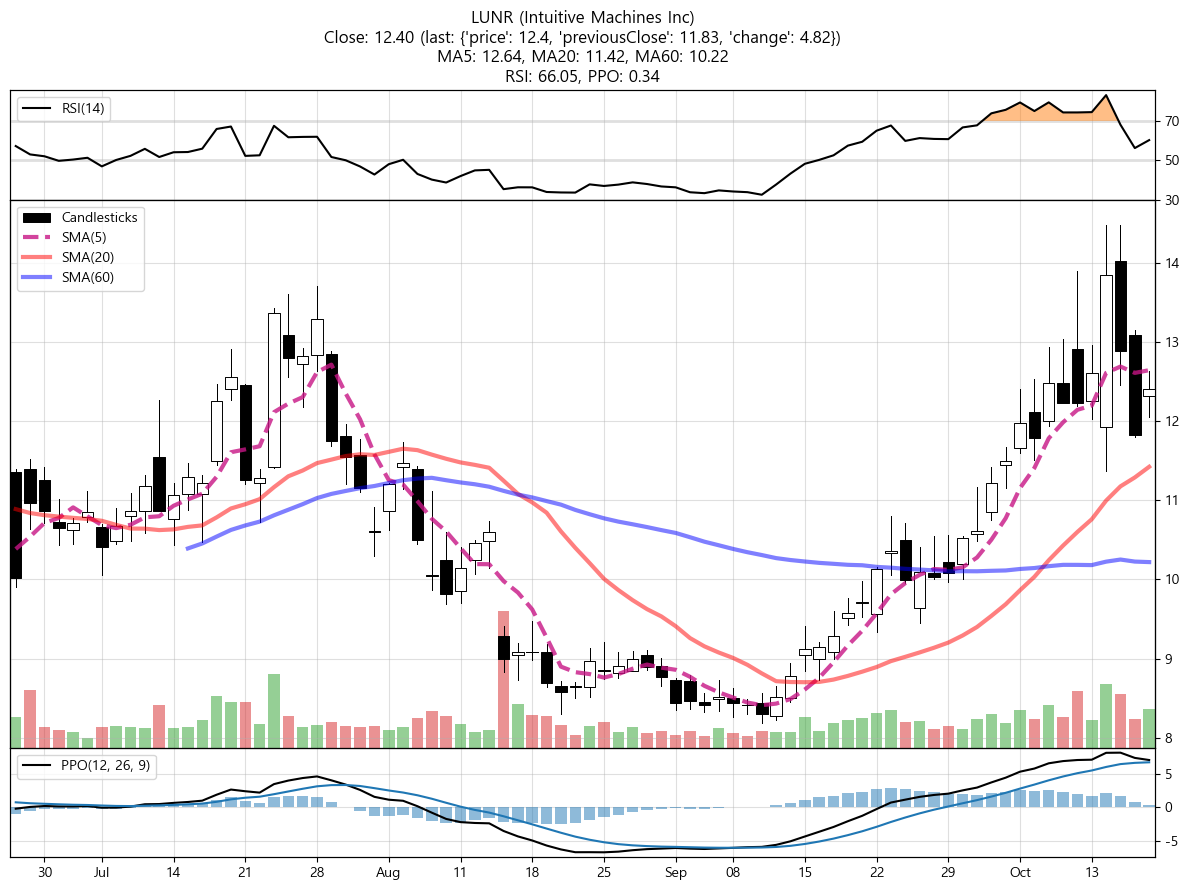 LUNR (Intuitive Machines Inc)
Close: 12.40 (last: {'price': 12.4, 'previousClose': 11.83, 'change': 4.82})
MA5: 12.64, MA20: 11.42, MA60: 10.22
RSI: 66.05, PPO: 0.34
RSI(14)
70
50
30
Candlesticks
SMA(5)
SMA(20)
SMA(60)
14
13
12
11
10
9
8
PPO(12, 26, 9)
5
0
-5
30 Jul 14 21 28 Aug 11 18 25 Sep 08 15 22 29 Oct 13